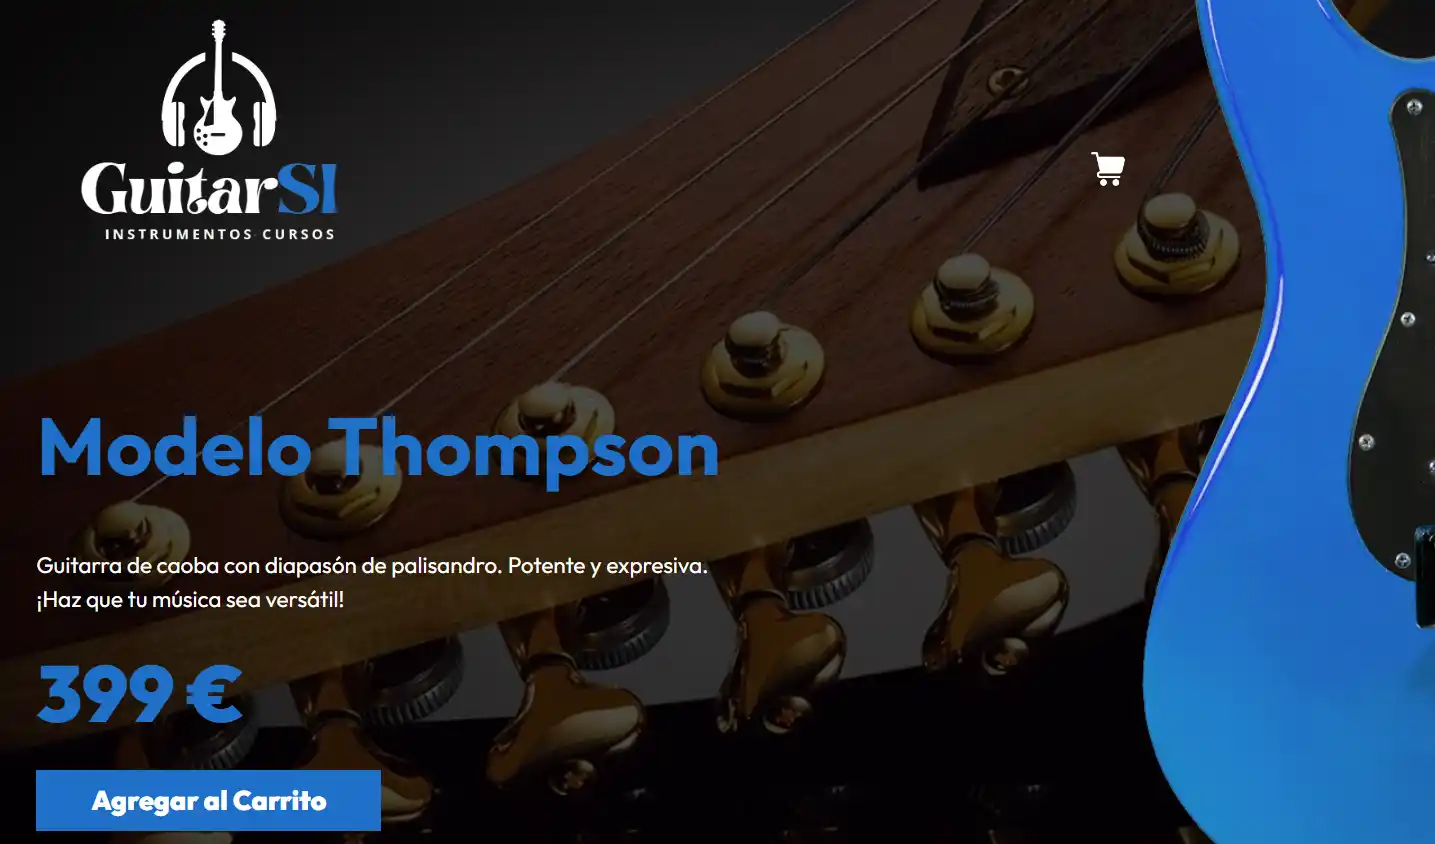 GuitarSI
INSTRUMENTOS CURSOS
Modelo Thompson
Guitarra de caoba con diapasón de palisandro. Potente y expresiva.
¡Haz que tu música sea versátil!
399 €
Agregar al Carrito